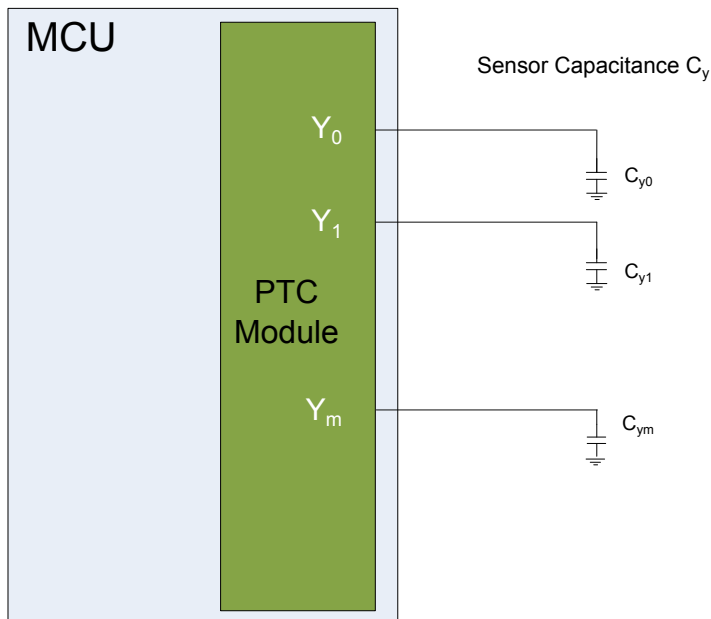 MCU
Sensor Capacitance Cy
Y0
Cy0
Y1
Cy1
PTC
Module
Ym
Cym